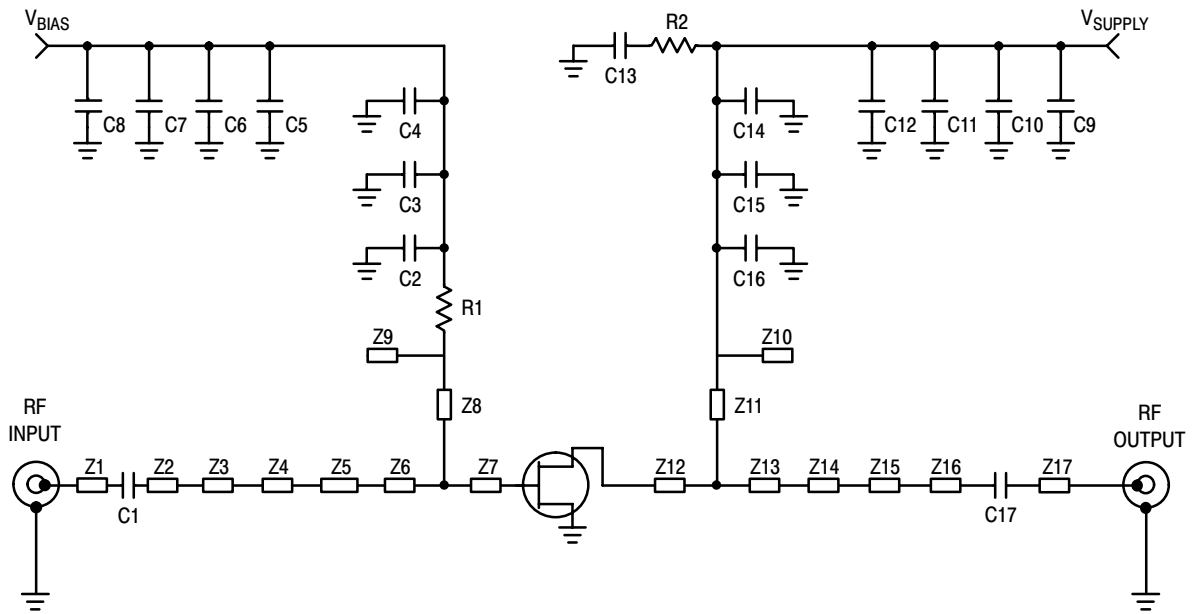 VBIAS
R2
VSUPPLY
C13
C8
C7
C6
C5
C4
C14
C12
C11
C10
C9
C3
C15
C2
C16
R1
Z9
Z10
Z8
Z11
RF
INPUT
RF
OUTPUT
Z1
Z2
Z3
Z4
Z5
Z6
Z7
Z12
Z13
Z14
Z15
Z16
Z17
C1
C17